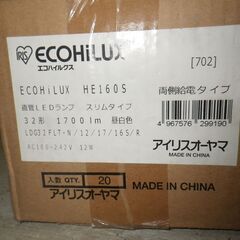 IRIS ECOHiLUX
エコハイルクス
[702]
ECOHiLUX HE160S
直管LEDランプ スリムタイプ
両側給電タイプ
32形 1700lm 昼白色
LDG32FLT・N/12/17/16S/R
AC100-242V 12W
4967576 299190
入数 QTY. 20
MADE IN CHINA
アイリスオーヤマ
アイリスオーヤマ
MADE IN CHINA